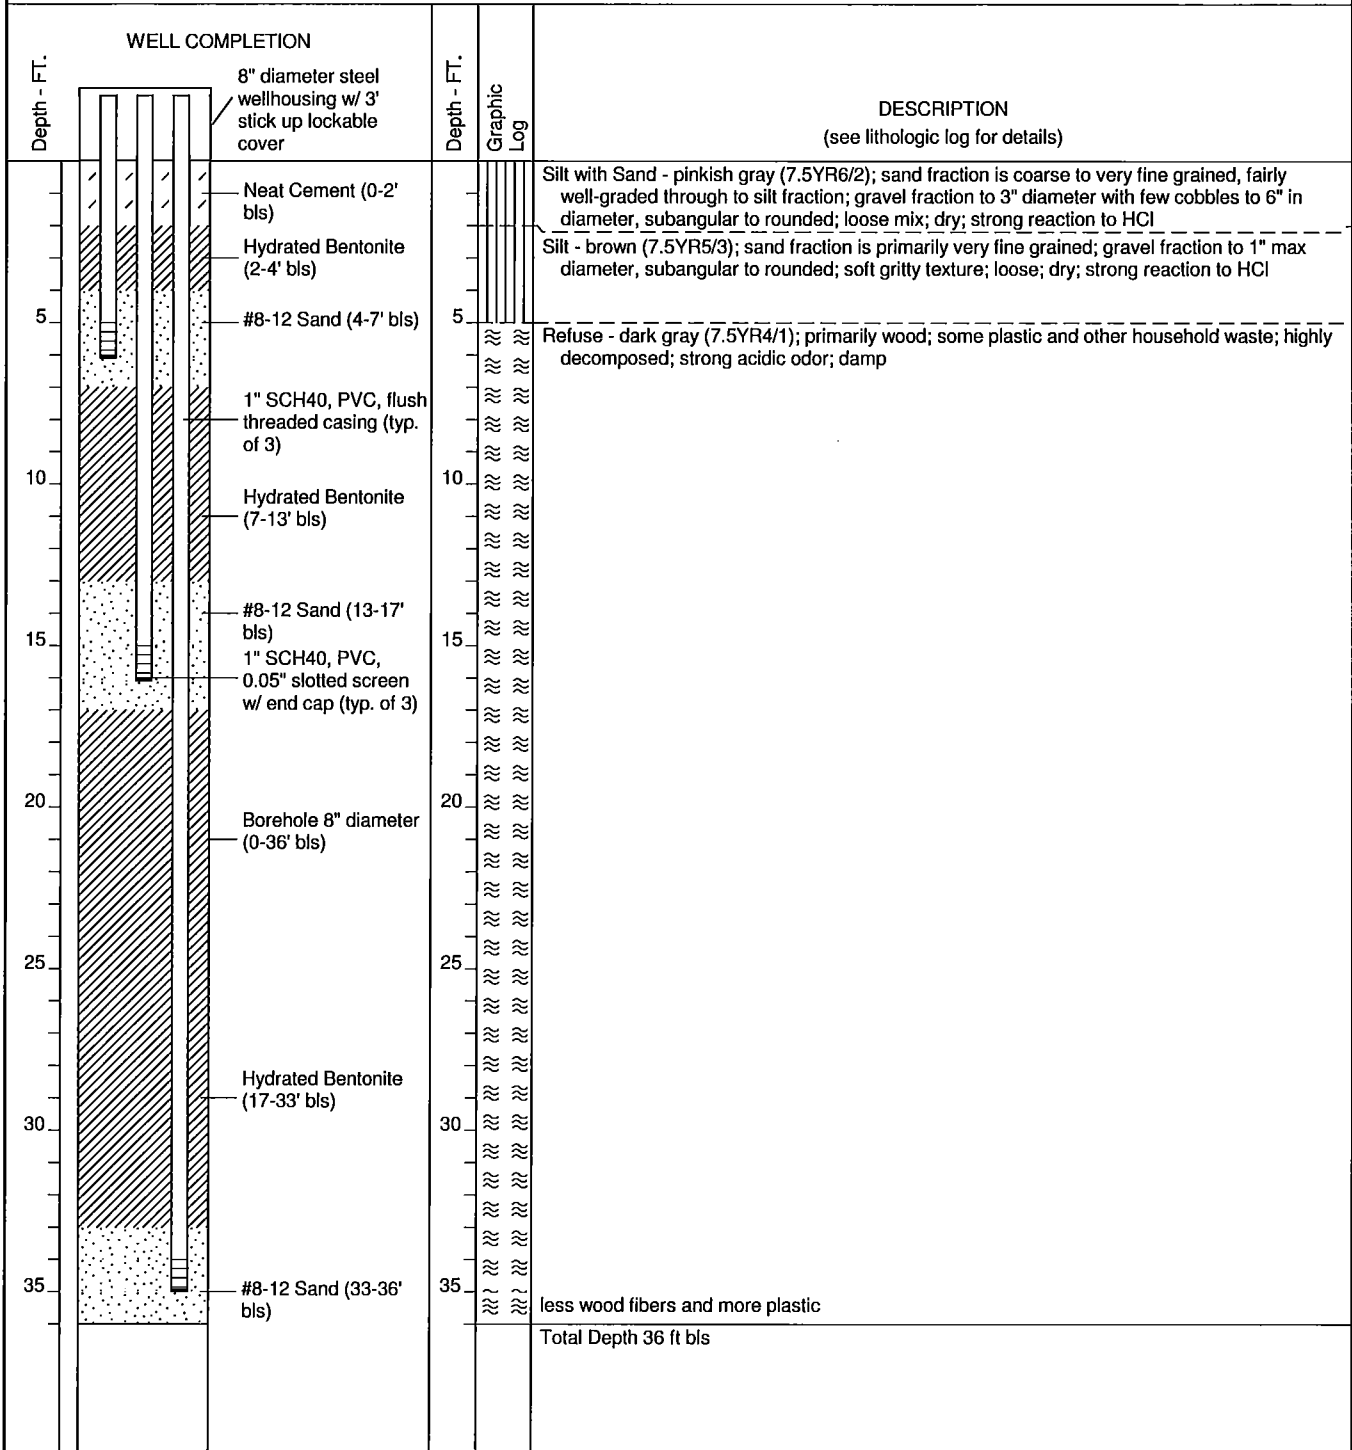 WELL COMPLETION
Depth - FT.
8" diameter steel
wellhousing w/ 3'
stick up lockable
cover
Neat Cement (0-2'
bls)
Hydrated Bentonite
(2-4' bls)
5
#8-12 Sand (4-7' bls)
1" SCH40, PVC, flush
threaded casing (typ.
of 3)
10
Hydrated Bentonite
(7-13' bls)
#8-12 Sand (13-17'
bls)
15
1" SCH40, PVC,
0.05" slotted screen
w/ end cap (typ. of 3)
20
Borehole 8" diameter
(0-36' bls)
25
Hydrated Bentonite
(17-33' bls)
30
35
#8-12 Sand (33-36'
bls)
Depth - FT.
5
10
15
20
25
30
35
Graphic
Log
DESCRIPTION
(see lithologic log for details)
Silt with Sand - pinkish gray (7.5YR6/2); sand fraction is coarse to very fine grained, fairly
well-graded through to silt fraction; gravel fraction to 3" diameter with few cobbles to 6" in
diameter, subangular to rounded; loose mix; dry; strong reaction to HCl
Silt - brown (7.5YR5/3); sand fraction is primarily very fine grained; gravel fraction to 1" max
diameter, subangular to rounded; soft gritty texture; loose; dry; strong reaction to HCl
Refuse - dark gray (7.5YR4/1); primarily wood; some plastic and other household waste; highly
decomposed; strong acidic odor; damp
less wood fibers and more plastic
Total Depth 36 ft bls